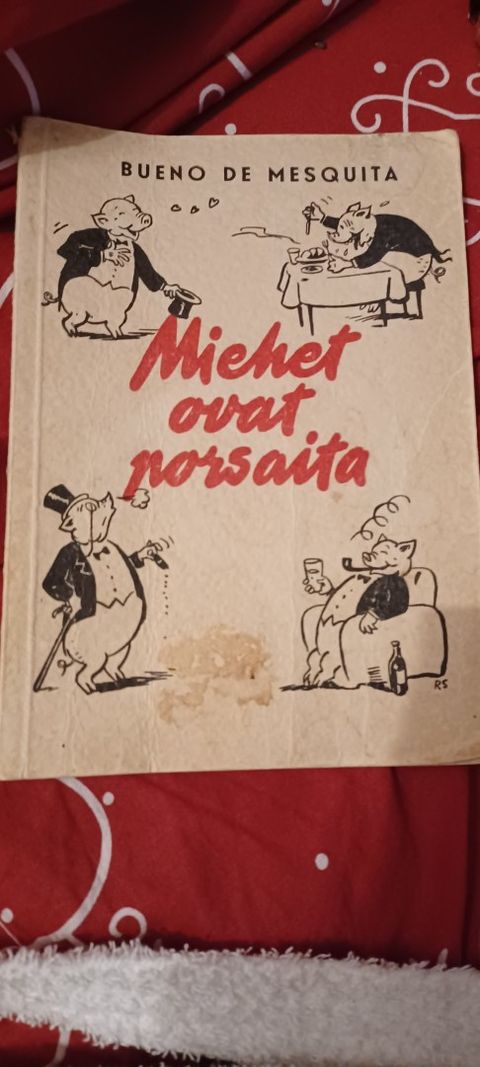 BUENO DE MESQUITA
Miehet
ovat
porsaita
RS